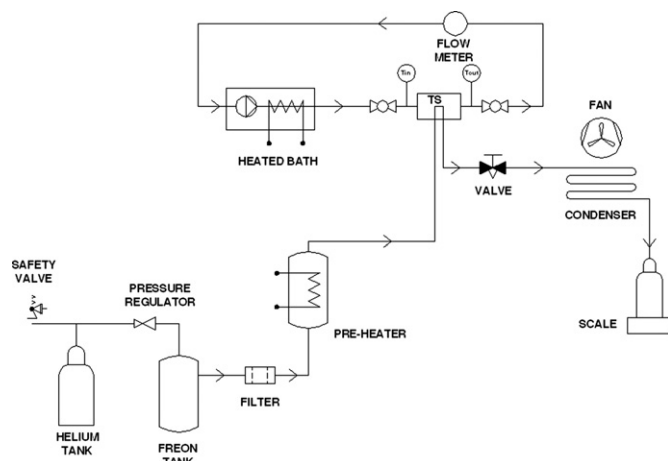 FLOW
METER
Tin
Tout
TS
FAN
HEATED BATH
VALVE
CONDENSER
SAFETY
VALVE
PRESSURE
REGULATOR
PRE-HEATER
SCALE
FILTER
HELIUM
TANK
FREON
TANK